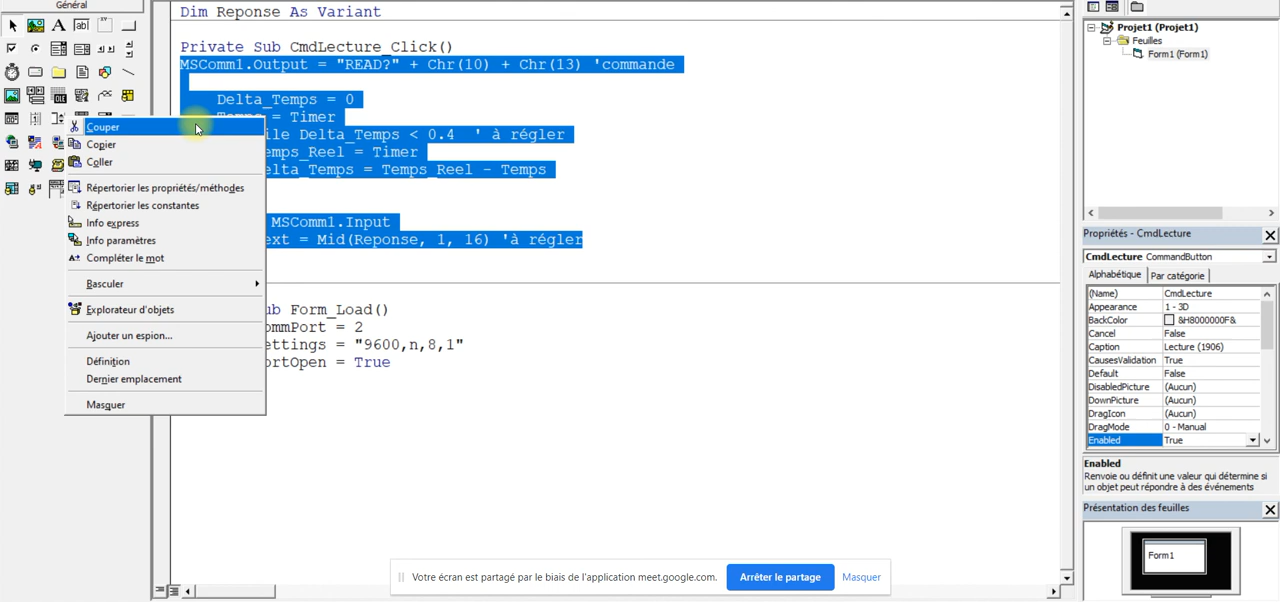 Général
Dim Reponse As Variant
Private Sub CmdLecture_Click()
MSComm1.Output = "READ?" + Chr(10) + Chr(13) 'commande
Delta_Temps = 0
Temps = Timer
ile Delta_Temps < 0.4 ' à régler
emps_Reel = Timer
elta_Temps = Temps_Reel - Temps
MSComm1.Input
ext = Mid(Reponse, 1, 16) 'à régler
ub Form_Load()
ommPort = 2
ettings = "9600,n,8,1"
ortOpen = True
Couper
Copier
Coller
Répertorier les propriétés/méthodes
Répertorier les constantes
Info express
Info paramètres
Compléter le mot
Basculer
Explorateur d'objets
Ajouter un espion...
Définition
Dernier emplacement
Masquer
Projet1 (Projet1)
Feuilles
Form1 (Form1)
Propriétés - CmdLecture
CmdLecture CommandButton
Alphabétique Par catégorie
(Name) CmdLecture
Appearance 1 - 3D
BackColor &H8000000F&
Cancel False
Caption Lecture (1906)
CausesValidation True
Default False
DisabledPicture (Aucun)
DownPicture (Aucun)
DragIcon (Aucun)
DragMode 0 - Manual
Enabled True
Enabled
Renvoie ou définit une valeur qui détermine si
un objet peut répondre à des événements
Présentation des feuilles
Form1
Votre écran est partagé par le biais de l'application meet.google.com. Arrêter le partage Masquer